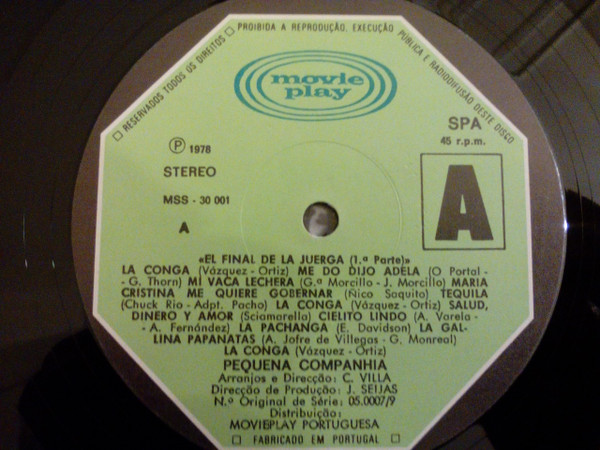 □ RESERVADOS TODOS OS DIREITOS □ PROIBIDA A REPRODUÇÃO, EXECUÇÃO PÚBLICA E RADIODIFUSÃO DESTE DISCO
movie
play
SPA
45 r.p.m.
Ⓟ 1978
STEREO
MSS - 30 001
A
A
«EL FINAL DE LA JUERGA (1.ª Parte)»
LA CONGA (Vázquez - Ortiz) ME DO DIJO ADELA (O Portal -
- G. Thorn) MI VACA LECHERA (G.ª Morcillo - J. Morcillo) MARIA
CRISTINA ME QUIERE GOBERNAR (Ñico Saquito) TEQUILA
(Chuck Rio - Adpt. Pacho) LA CONGA (Vázquez - Ortiz) SALUD,
DINERO Y AMOR (Sciamarella) CIELITO LINDO (A. Varela -
- A. Fernández) LA PACHANGA (E. Davidson) LA GAL-
LINA PAPANATAS (A. Jofre de Villegas - G. Monreal)
LA CONGA (Vázquez - Ortiz)
PEQUENA COMPANHIA
Arranjos e Direcção: C. VILLA
Direcção de Produção: J. SEIJAS
N.º Original de Série: 05.0007/9
Distribuição:
MOVIEPLAY PORTUGUESA
□ FABRICADO EM PORTUGAL □